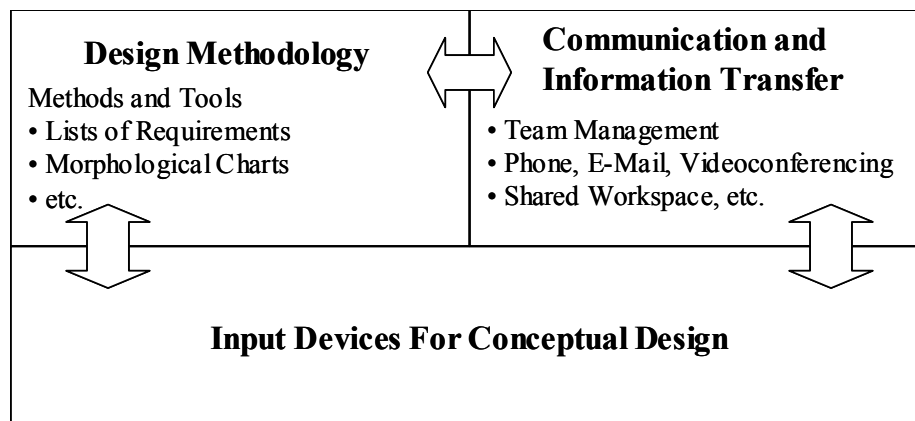 Design Methodology
Methods and Tools
• Lists of Requirements
• Morphological Charts
• etc.
Communication and
Information Transfer
• Team Management
• Phone, E-Mail, Videoconferencing
• Shared Workspace, etc.
Input Devices For Conceptual Design